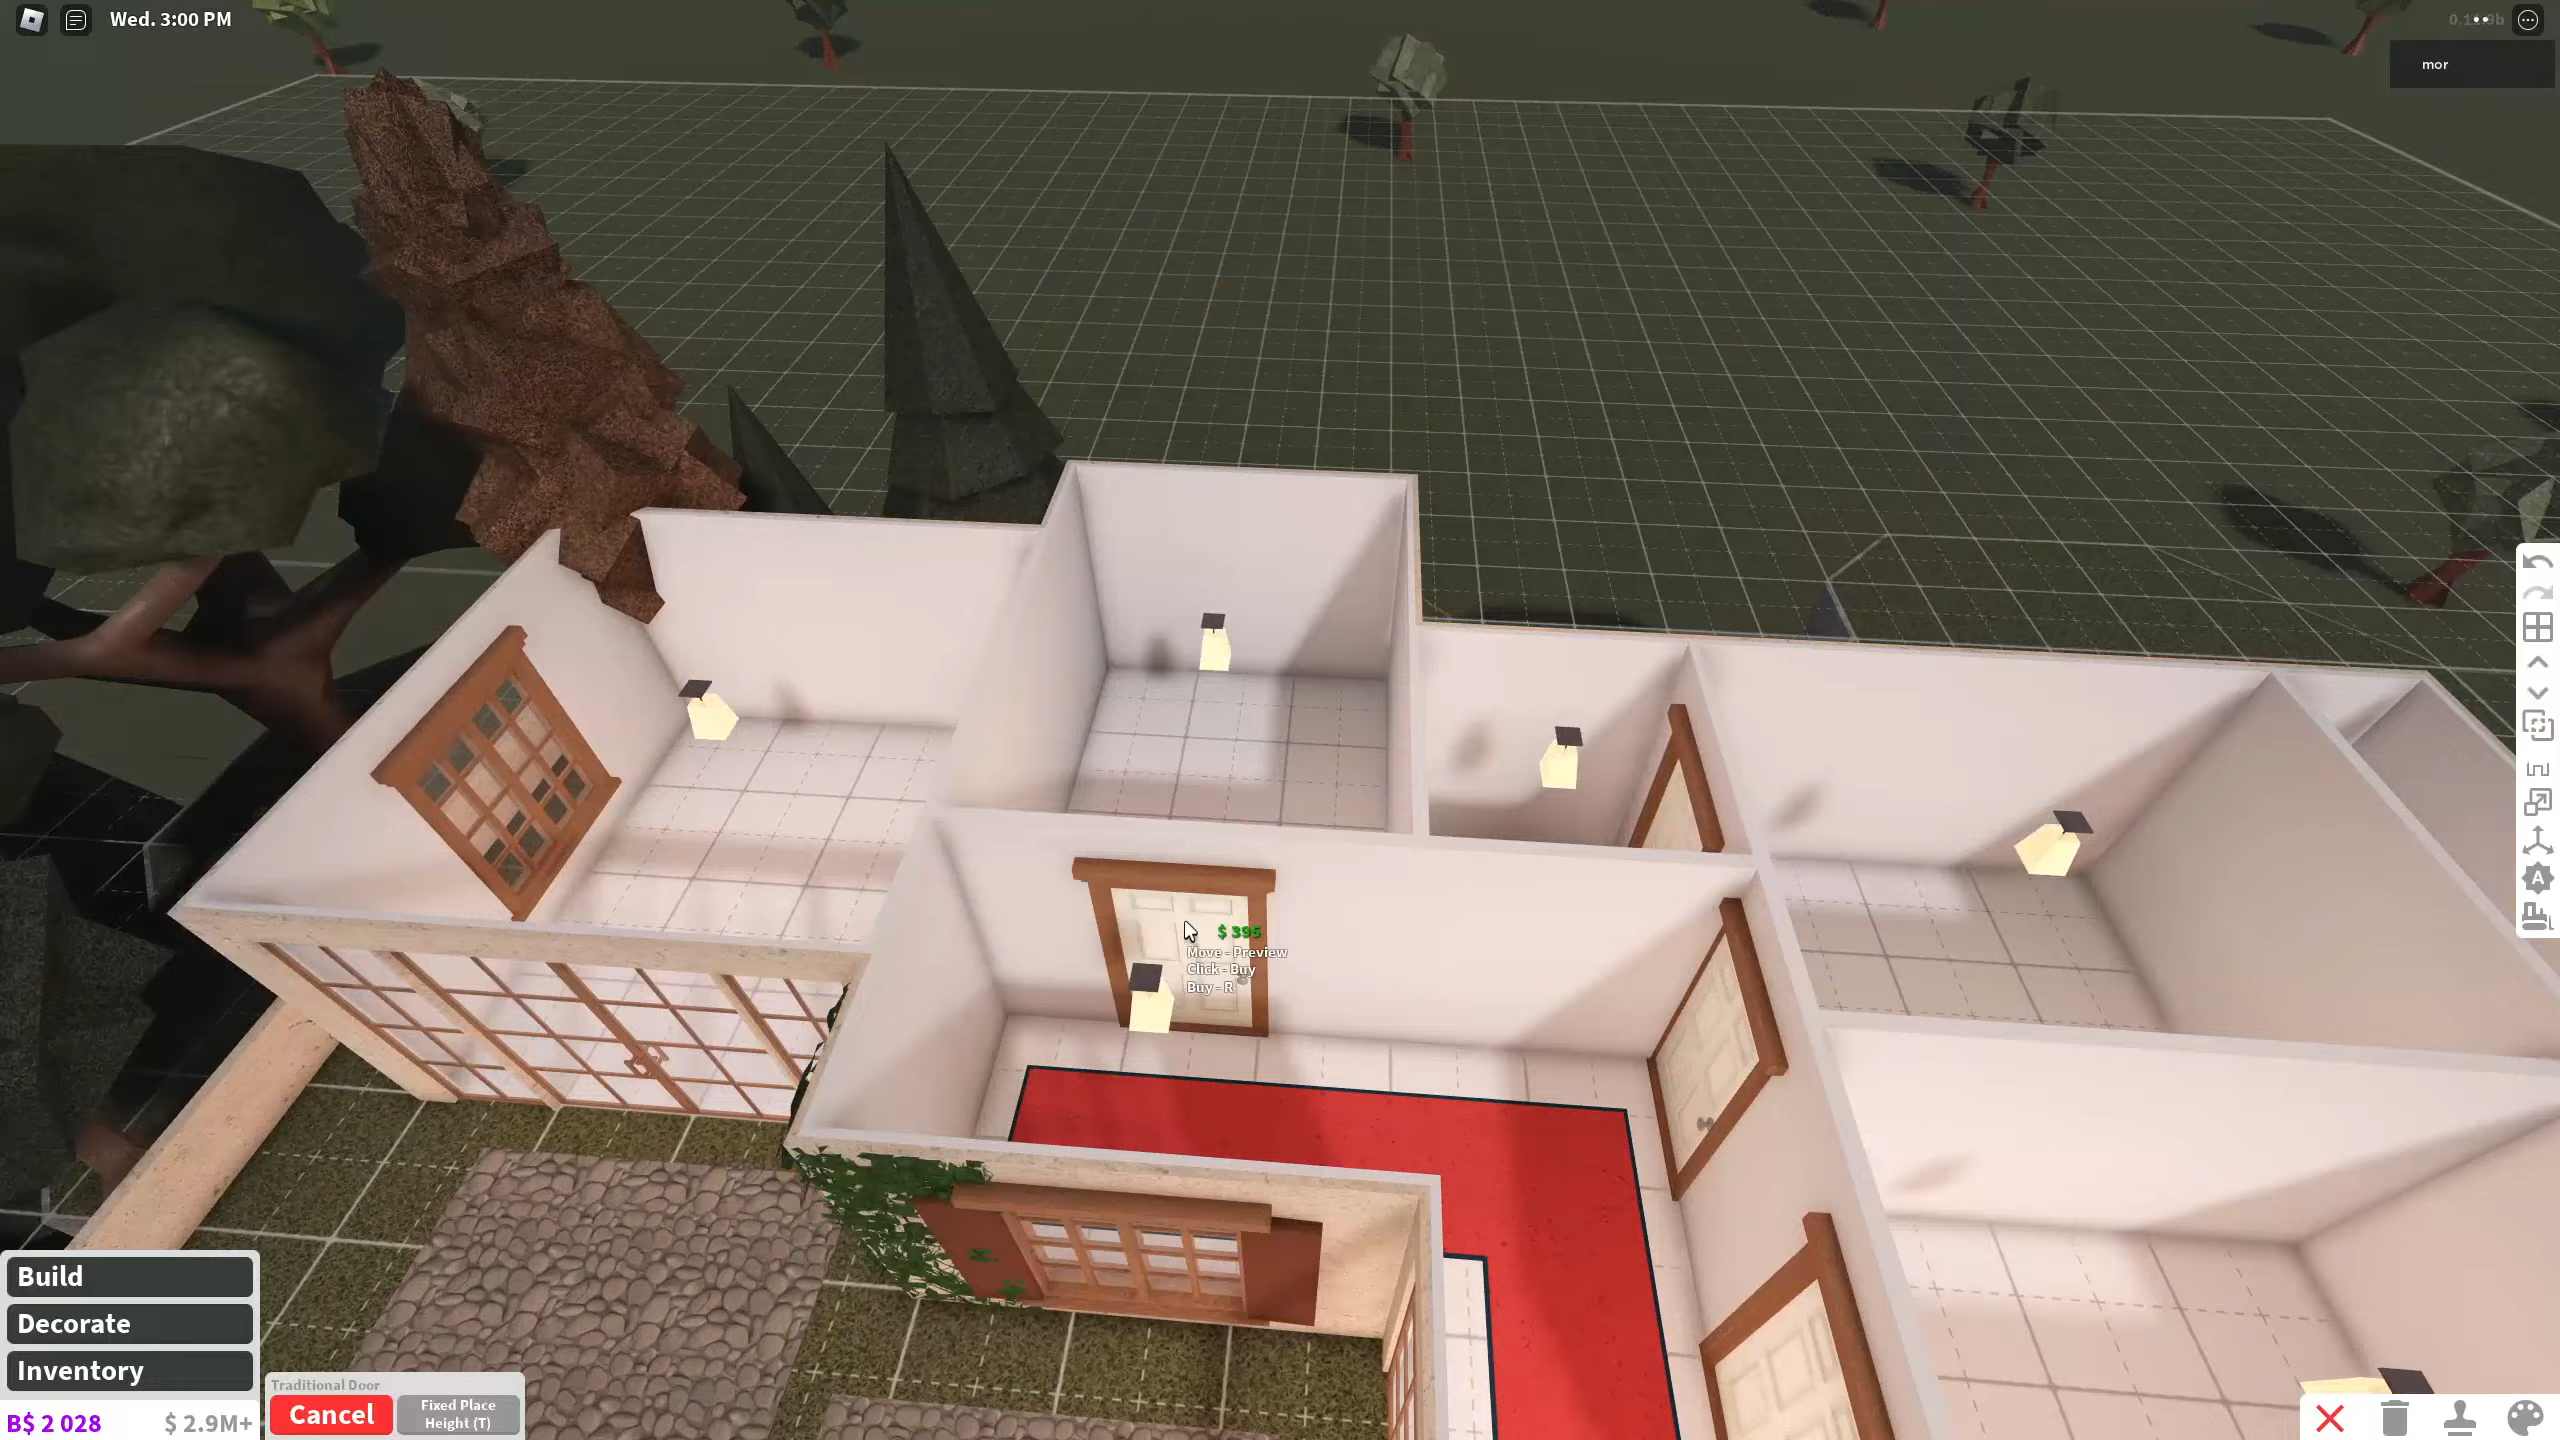 Wed. 3:00 PM
mor
$ 395
Move - Preview
Click - Buy
Buy - R
A
Build
Decorate
Inventory
B$ 2 028
$ 2.9M+
Traditional Door
Cancel
Fixed Place
Height (T)